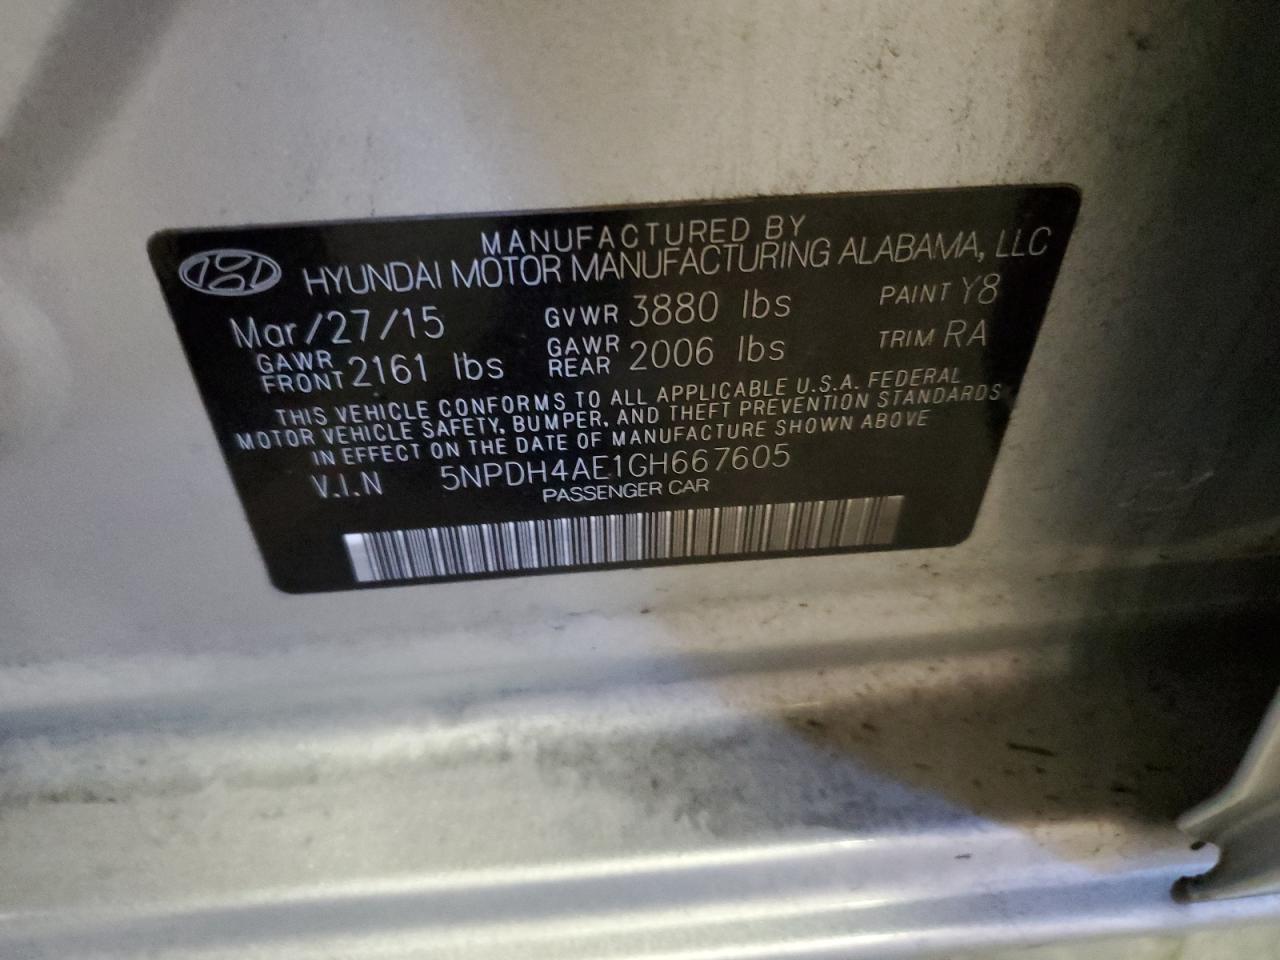 MANUFACTURED BY
HYUNDAI MOTOR MANUFACTURING ALABAMA, LLC
Mar/27/15 GVWR 3880 lbs PAINT Y8
GAWR FRONT 2161 lbs GAWR REAR 2006 lbs TRIM RA
THIS VEHICLE CONFORMS TO ALL APPLICABLE U.S.A. FEDERAL
MOTOR VEHICLE SAFETY, BUMPER, AND THEFT PREVENTION STANDARDS
IN EFFECT ON THE DATE OF MANUFACTURE SHOWN ABOVE
V.I.N 5NPDH4AE1GH667605
PASSENGER CAR